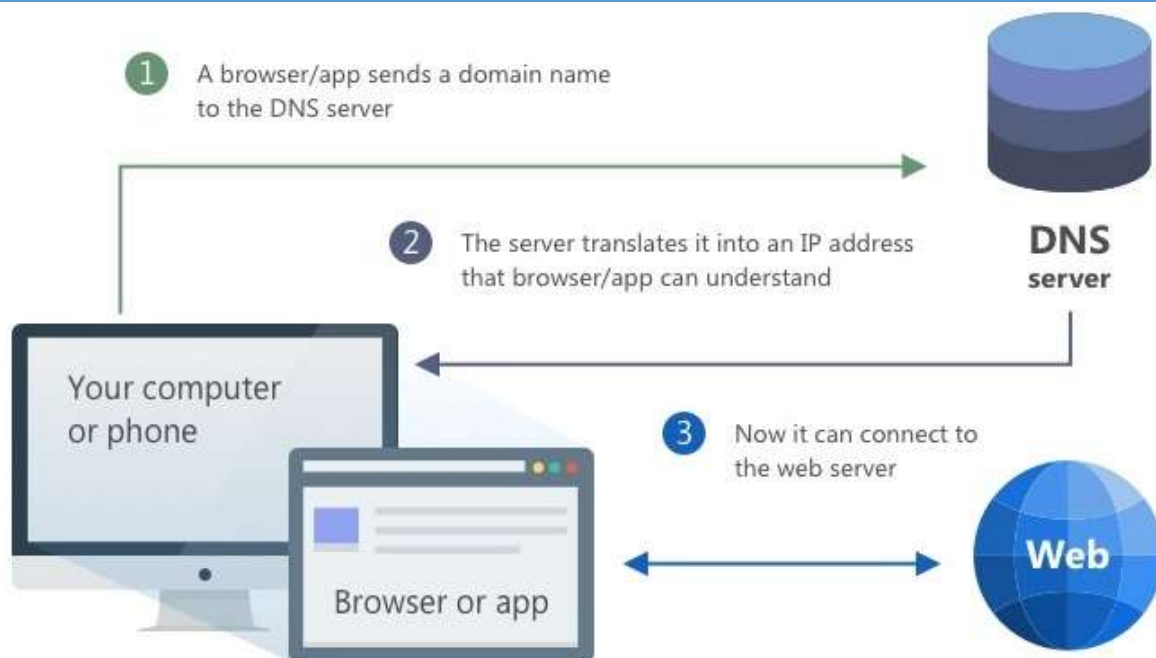 1
A browser/app sends a domain name
to the DNS server
2
The server translates it into an IP address
that browser/app can understand
DNS
server
Your computer
or phone
3
Now it can connect to
the web server
Web
Browser or app